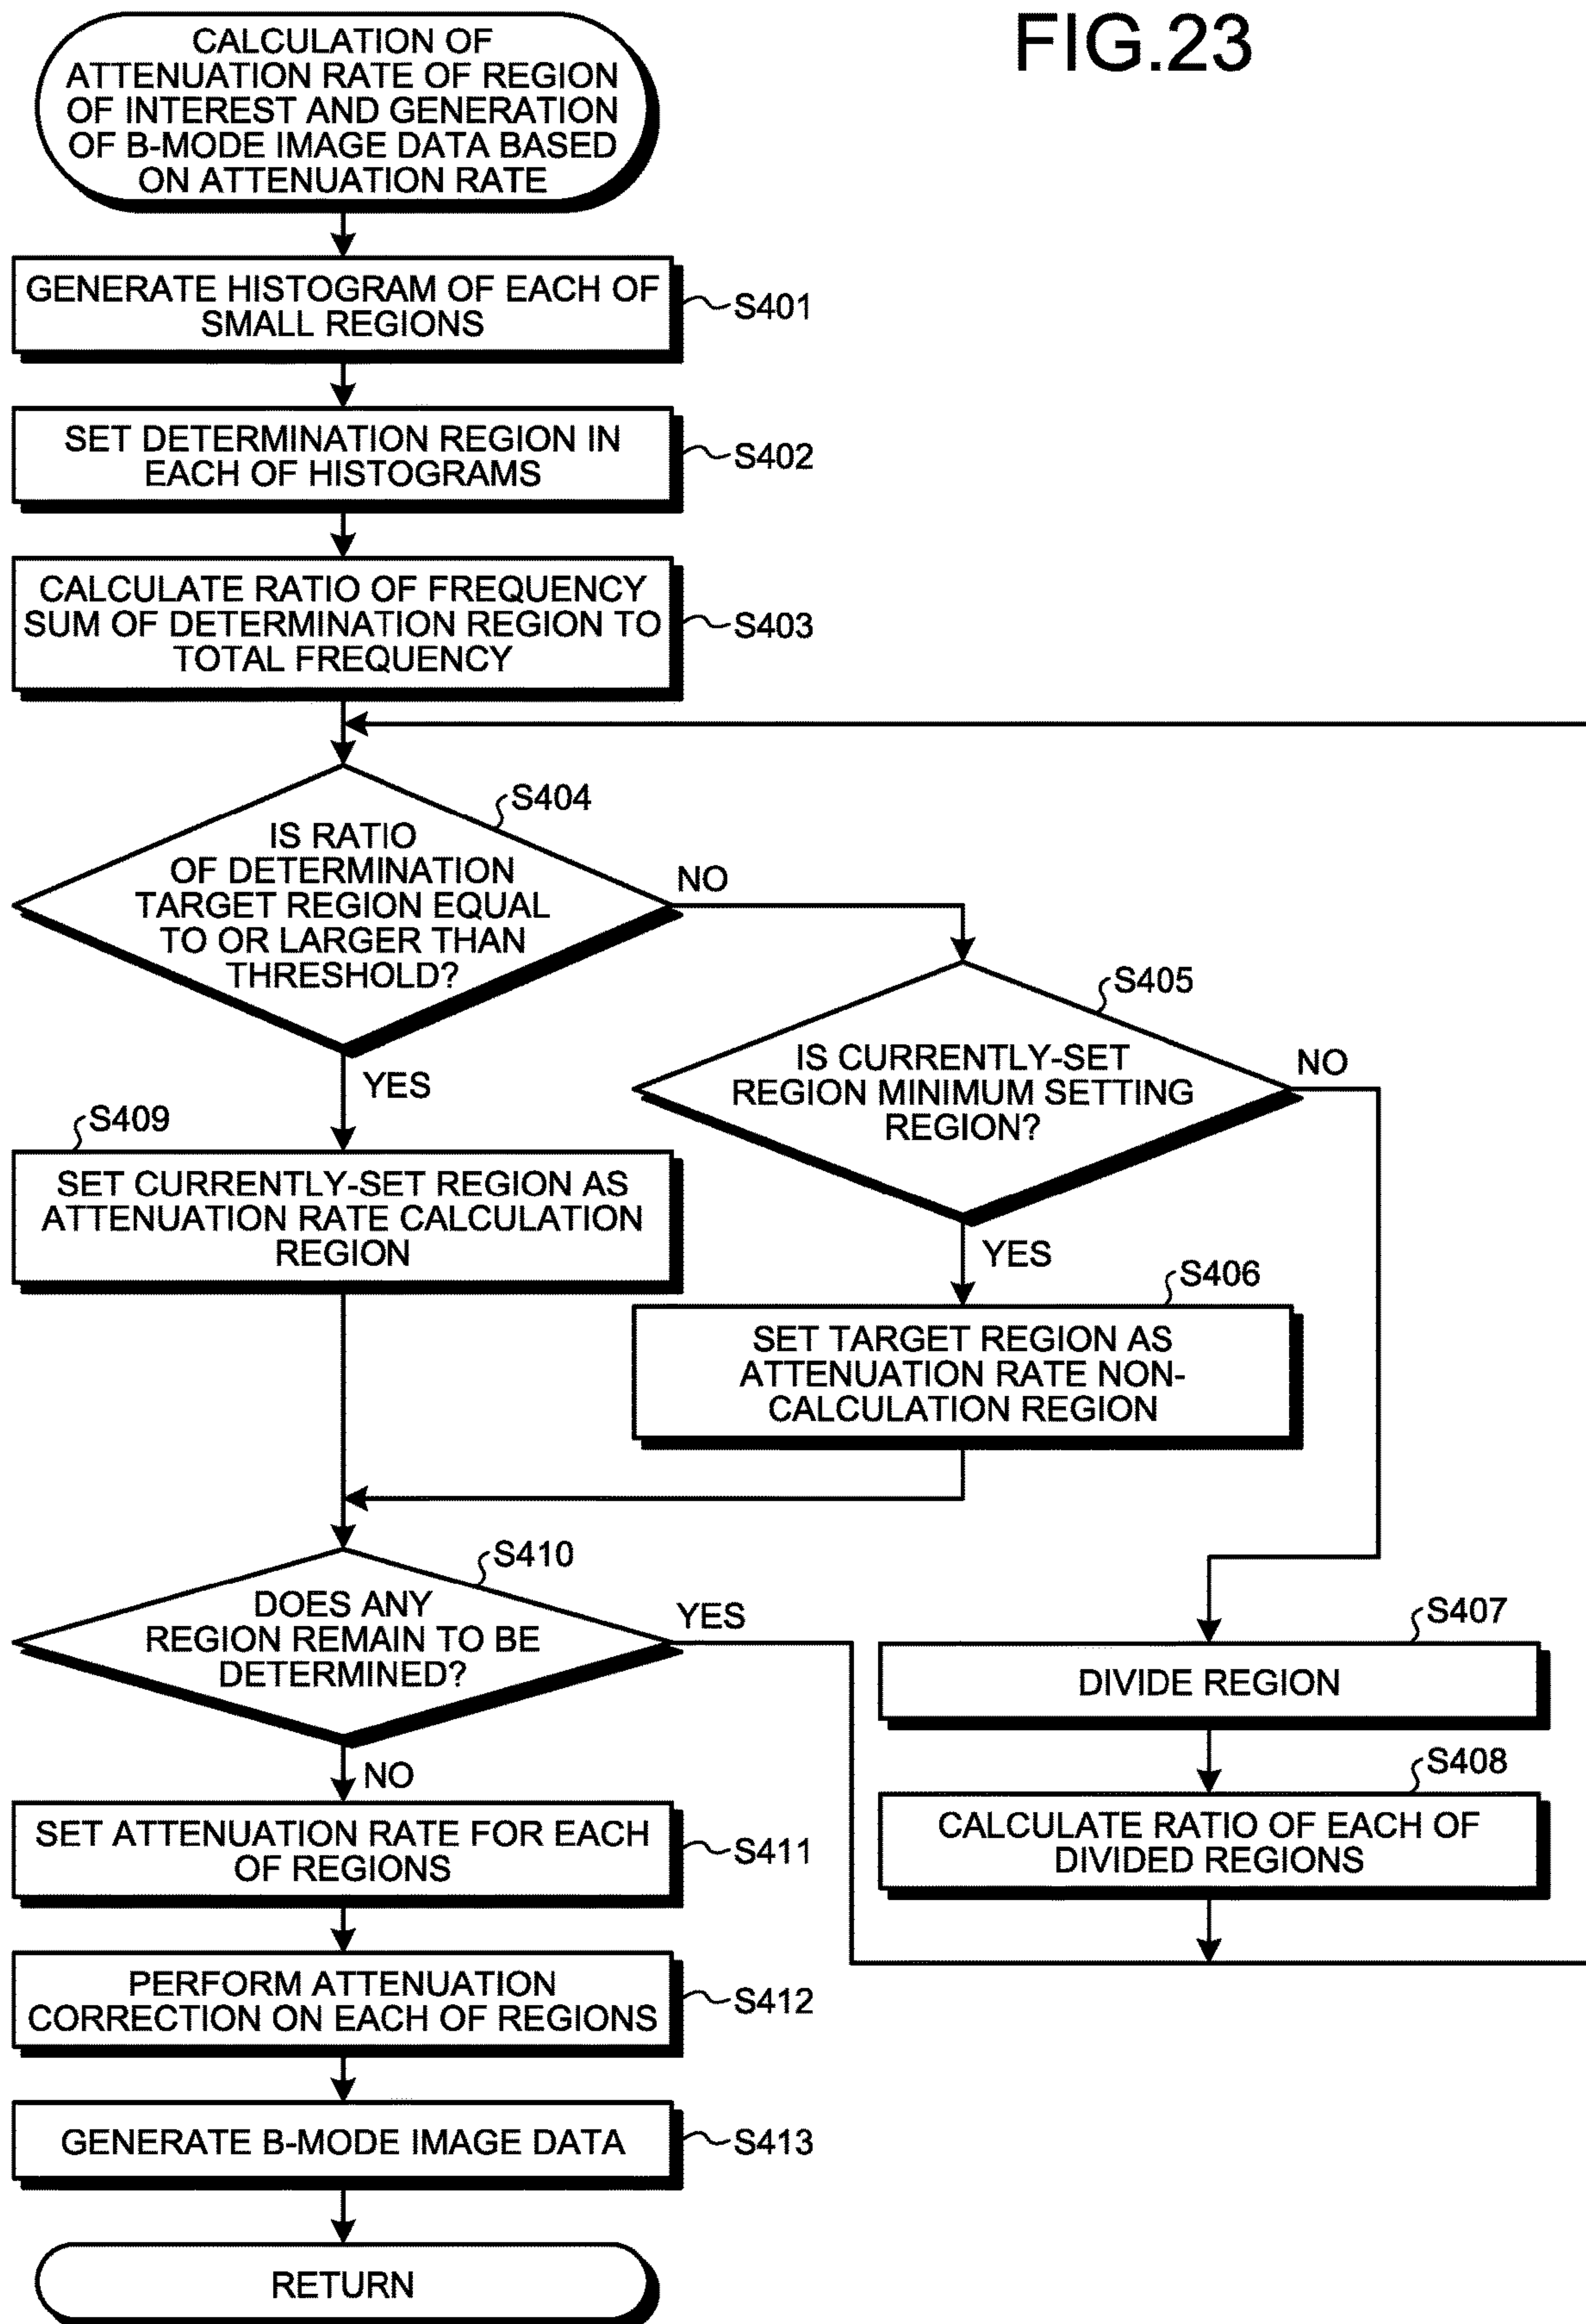 FIG.23
CALCULATION OF
ATTENUATION RATE OF REGION
OF INTEREST AND GENERATION
OF B-MODE IMAGE DATA BASED
ON ATTENUATION RATE
GENERATE HISTOGRAM OF EACH OF
SMALL REGIONS
S401
SET DETERMINATION REGION IN
EACH OF HISTOGRAMS
S402
CALCULATE RATIO OF FREQUENCY
SUM OF DETERMINATION REGION TO
TOTAL FREQUENCY
S403
S404
IS RATIO
OF DETERMINATION
TARGET REGION EQUAL
TO OR LARGER THAN
THRESHOLD?
NO
YES
S405
IS CURRENTLY-SET
REGION MINIMUM SETTING
REGION?
NO
YES
S409
SET CURRENTLY-SET REGION AS
ATTENUATION RATE CALCULATION
REGION
S406
SET TARGET REGION AS
ATTENUATION RATE NON-
CALCULATION REGION
S410
DOES ANY
REGION REMAIN TO BE
DETERMINED?
YES
NO
S407
DIVIDE REGION
S408
CALCULATE RATIO OF EACH OF
DIVIDED REGIONS
SET ATTENUATION RATE FOR EACH
OF REGIONS
S411
PERFORM ATTENUATION
CORRECTION ON EACH OF REGIONS
S412
GENERATE B-MODE IMAGE DATA
S413
RETURN